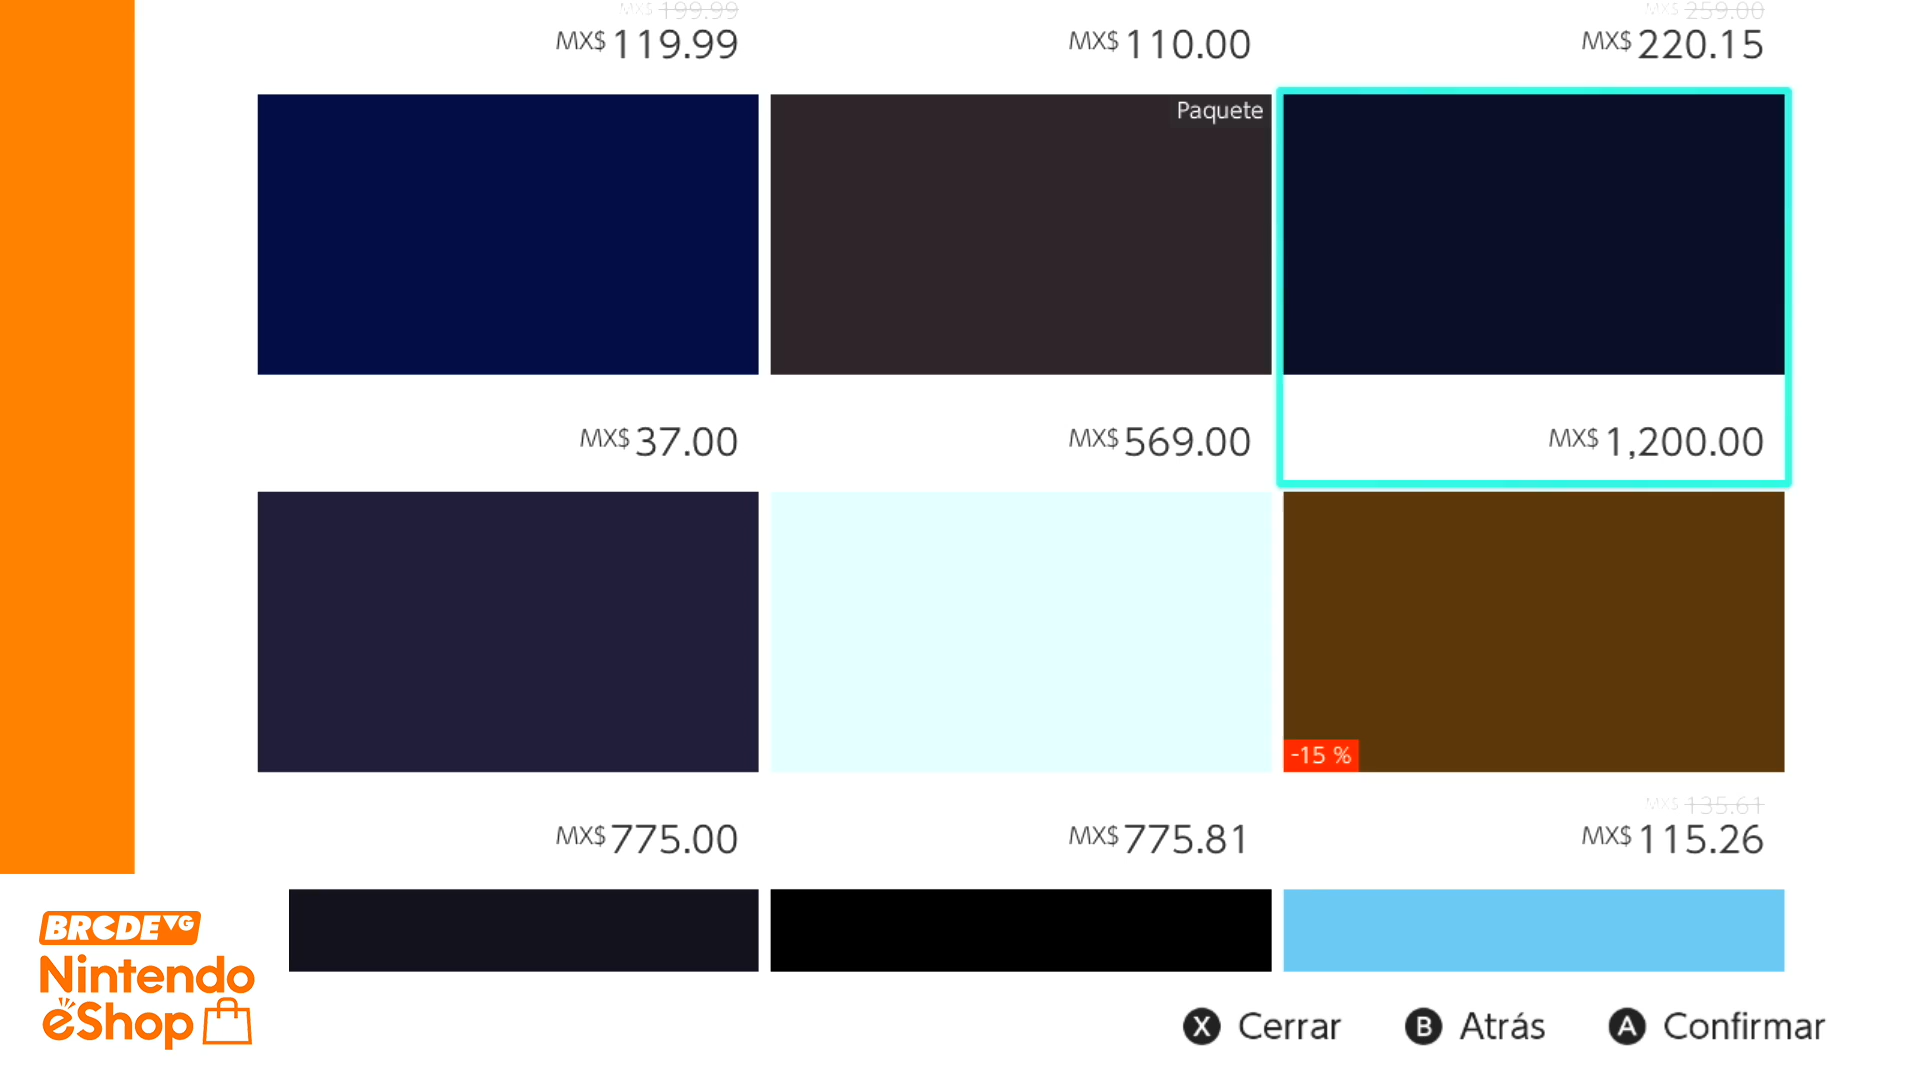 MX$ 199.99
MX$ 259.00
MX$ 119.99
MX$ 110.00
MX$ 220.15
Paquete
MX$ 37.00
MX$ 569.00
MX$ 1,200.00
-15 %
MX$ 135.61
MX$ 775.00
MX$ 775.81
MX$ 115.26
BRCDEVG
Nintendo
eShop
X Cerrar
B Atrás
A Confirmar